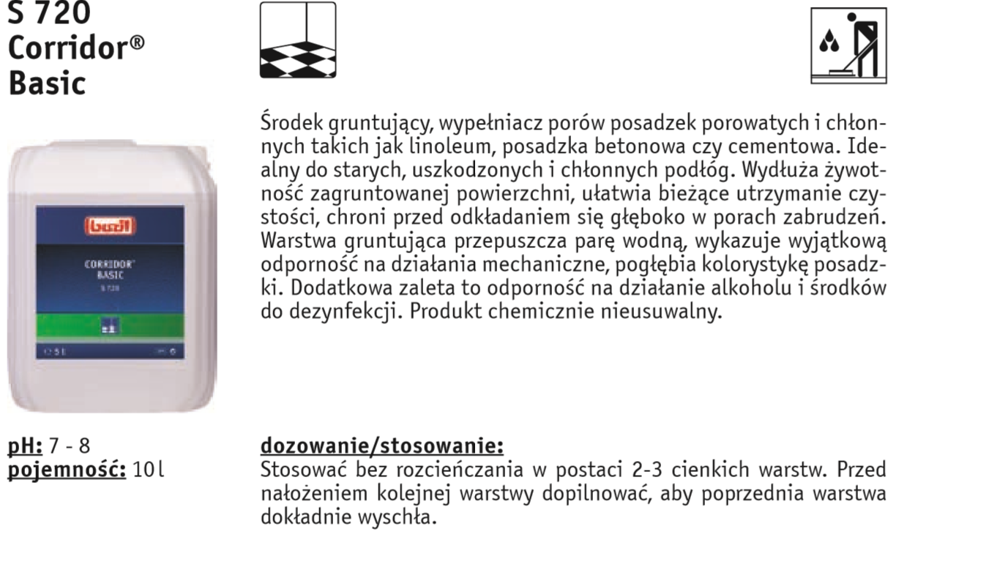 S 720
Corridor®
Basic
Środek gruntujący, wypełniacz porów posadzek porowatych i chłon-
nych takich jak linoleum, posadzka betonowa czy cementowa. Ide-
alny do starych, uszkodzonych i chłonnych podłóg. Wydłuża żywot-
ność zagruntowanej powierzchni, ułatwia bieżące utrzymanie czy-
stości, chroni przed odkładaniem się głęboko w porach zabrudzeń.
Warstwa gruntująca przepuszcza parę wodną, wykazuje wyjątkową
odporność na działania mechaniczne, pogłębia kolorystykę posadz-
ki. Dodatkowa zaleta to odporność na działanie alkoholu i środków
do dezynfekcji. Produkt chemicznie nieusuwalny.
buzil
CORRIDOR™
BASIC
S 720
5 l
pH: 7 - 8
pojemność: 10 l
dozowanie/stosowanie:
Stosować bez rozcieńczania w postaci 2-3 cienkich warstw. Przed
nałożeniem kolejnej warstwy dopilnować, aby poprzednia warstwa
dokładnie wyschła.